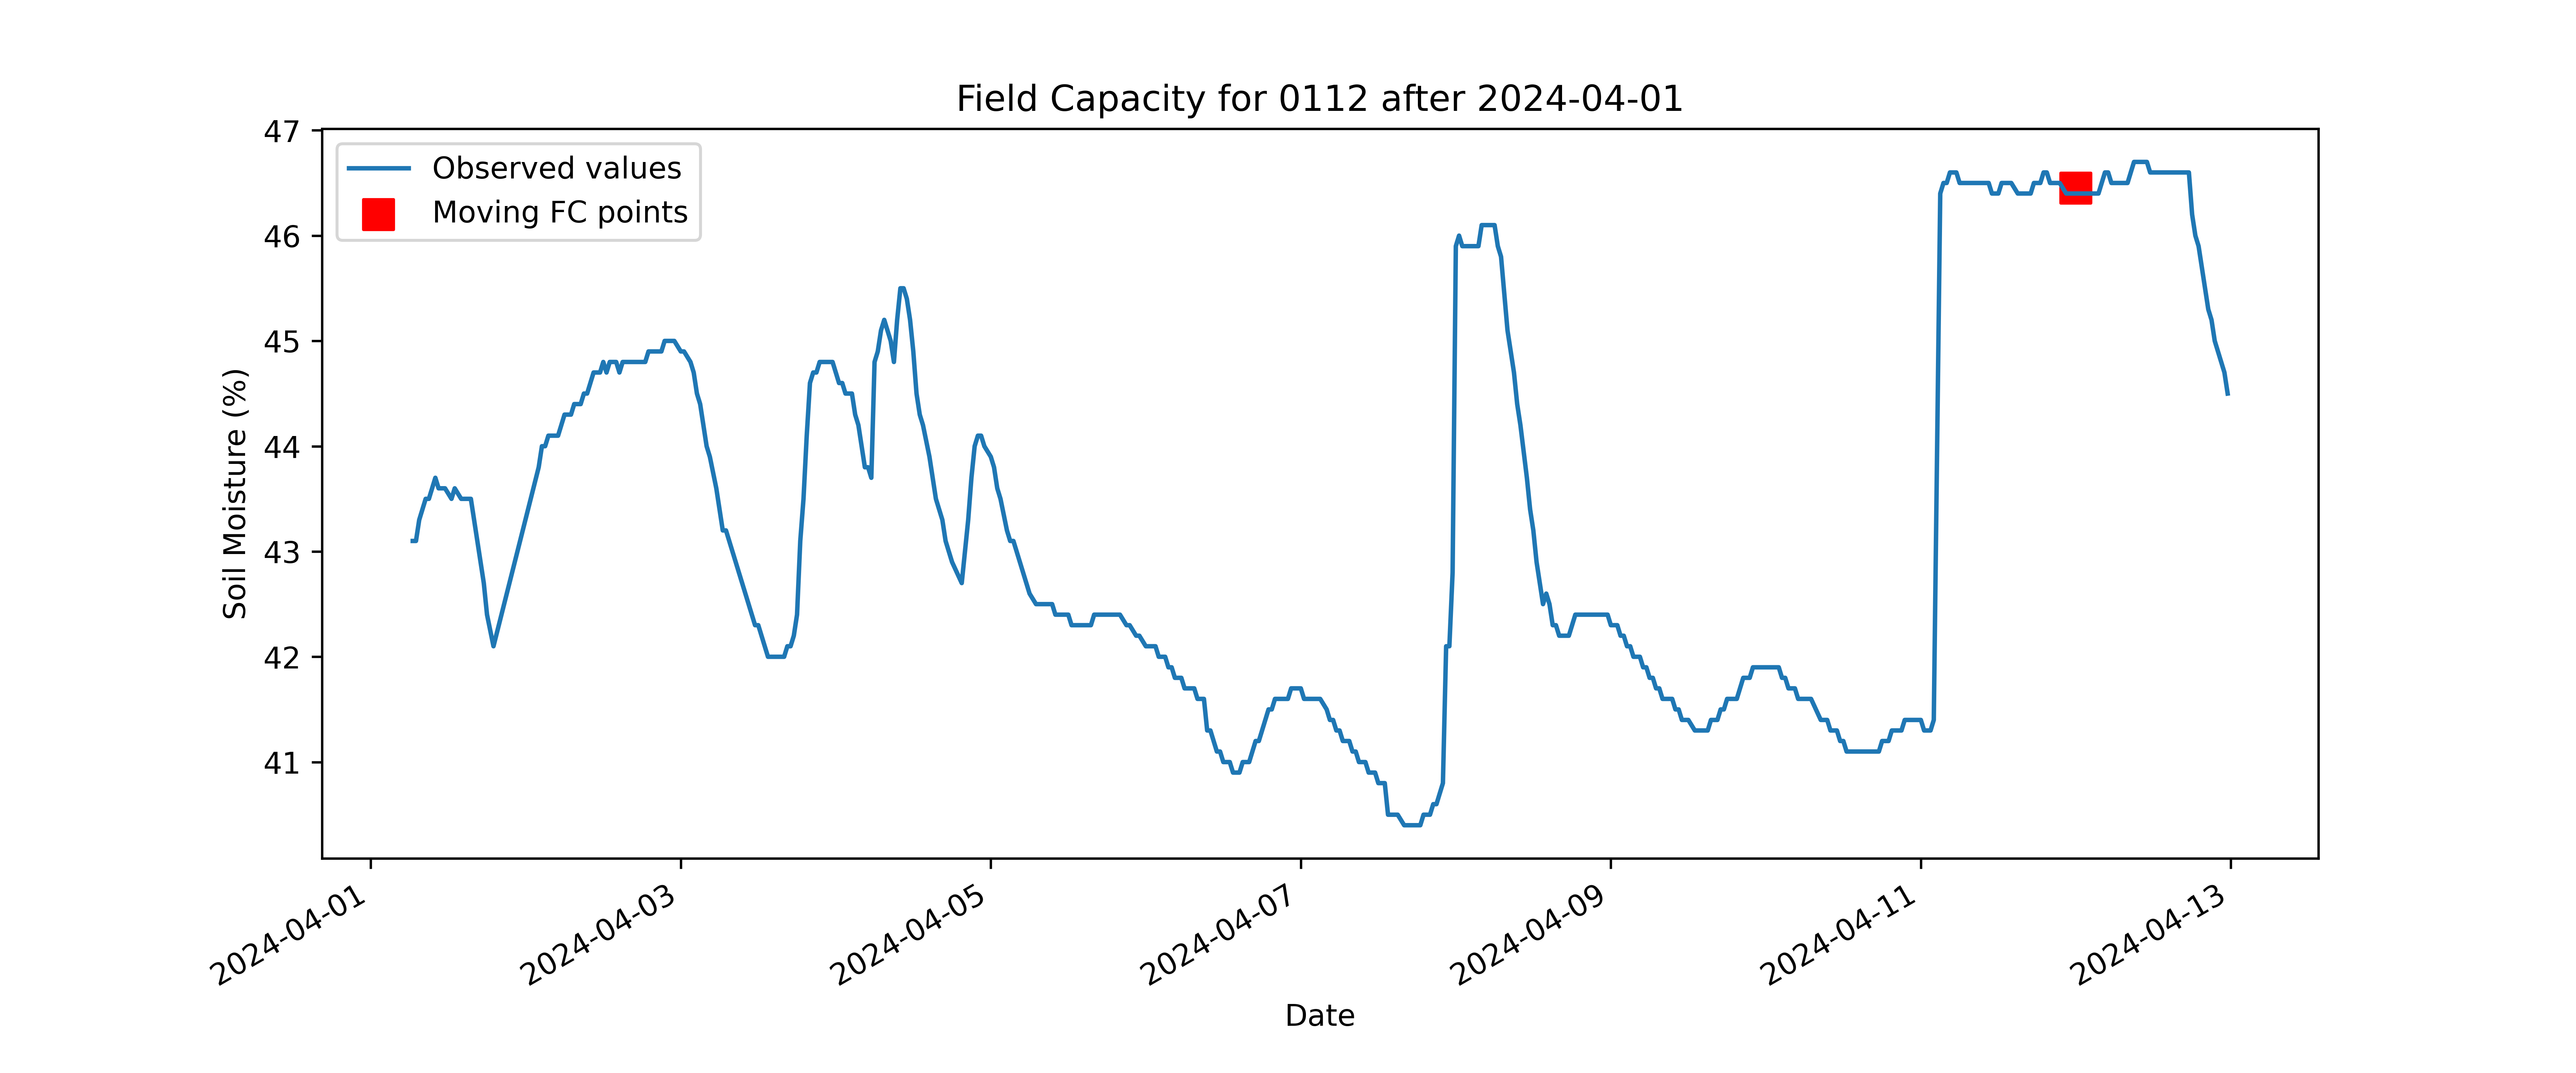 Field Capacity for 0112 after 2024-04-01
47
46
45
44
43
42
41
Soil Moisture (%)
Observed values
Moving FC points
2024-04-01
2024-04-03
2024-04-05
2024-04-07
2024-04-09
2024-04-11
2024-04-13
Date